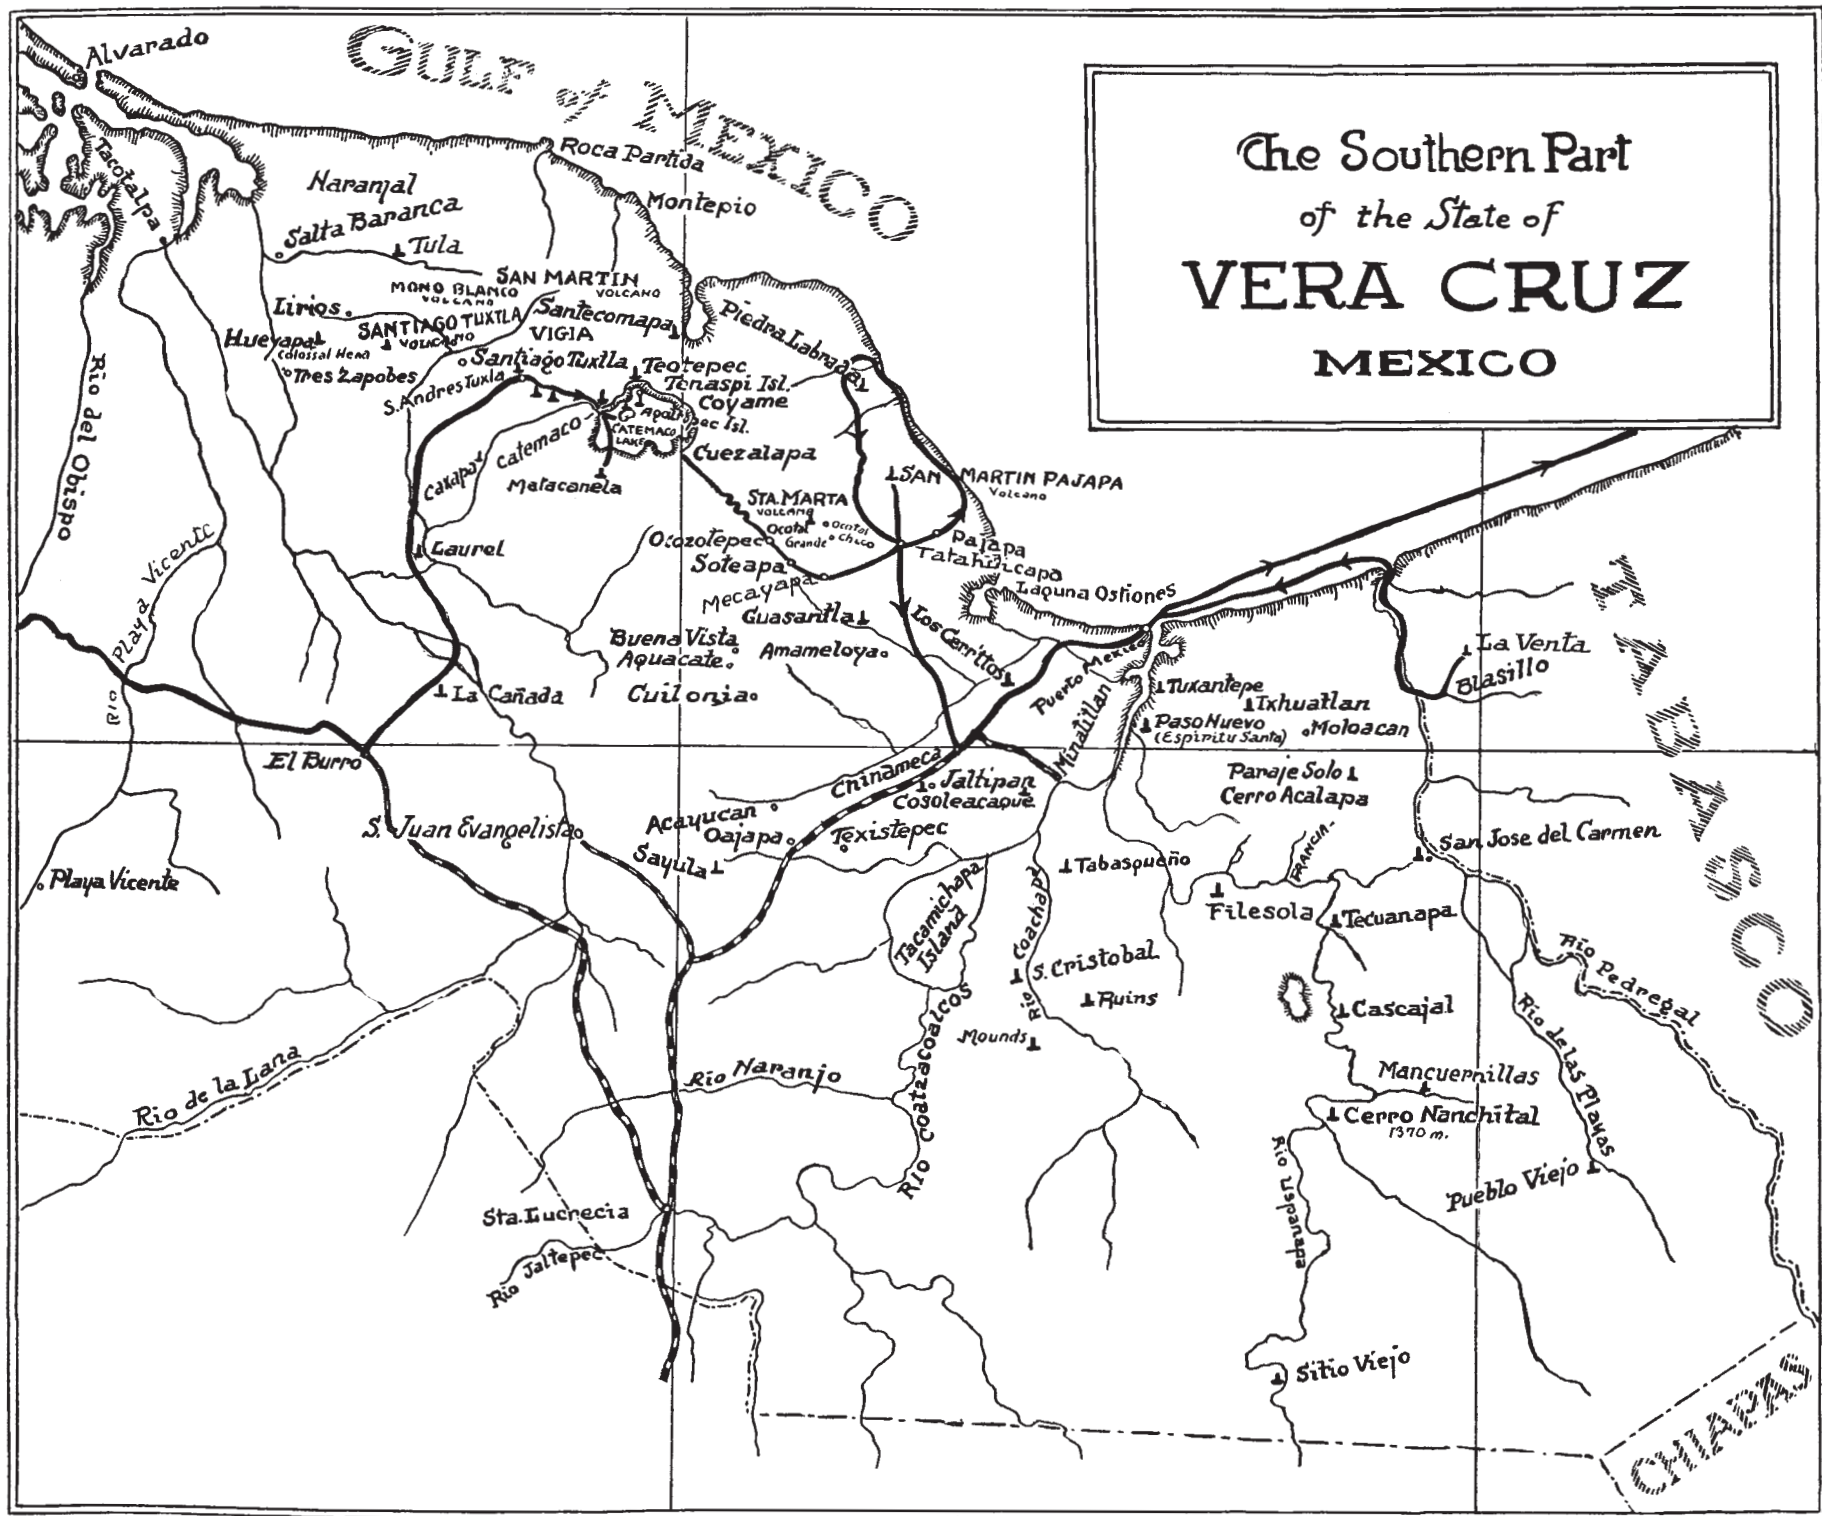 Alvarado
GULF of MEXICO
The Southern Part
of the State of
VERA CRUZ
MEXICO
Tacotalpa
Roca Partida
Naranjal
Montepio
Salta Baranca
Tula
SAN MARTIN
VOLCANO
MONO BLANCO
VOLCANO
Lirios
Santecomapa
Piedra Labrada
SANTIAGO TUXTLA
VOLCANO
VIGIA
Hueyapa
Colossal Head
Santiago Tuxtla
Teotepec
Tres Zapobes
Tenaspi Isl.
S. Andres Tuxla
Coyame
Agaltepec Isl.
CATEMACO
LAKE
Catemaco
Cuezalapa
Rio del Obispo
Caxapa
Matacanela
SAN MARTIN PAJAPA
Volcano
STA. MARTA
VOLCANO
Ocotal
Grande
Ocotal
Chico
Laurel
Ocozotepec
Pajapa
Soteapa
Tatahuicapa
Mecayapa
Laguna Ostiones
Playa Vicente
Guasantla
Los Cerritos
TABASCO
Buena Vista
Aguacate
Amameloya
Puerto Mexico
La Venta
Blasillo
La Cañada
Cuilonia
Minatitlan
Tuxantepe
Ixhuatlan
Rio
Paso Nuevo
(Espiritu Santa)
Moloacan
El Burro
Chinameca
Jaltipan
Cosoleacaque
Paraje Solo
Cerro Acalapa
Acayucan
Oajapa
S. Juan Evangelista
Texistepec
San Jose del Carmen
Sayula
FRANCIA
Tabasqueño
Playa Vicente
Tacamichapa
Island
Rio Coachapa
Filesola
Tecuanapa
S. Cristobal
Rio Pedregal
Ruins
Cascajal
Mounds
Rio de las Playas
Rio de la Lana
Rio Naranjo
Rio Coatzacoalcos
Mancuernillas
Cerro Nanchital
1370 m.
Rio Uspanapa
Pueblo Viejo
Sta. Lucrecia
Rio Jaltepec
Sitio Viejo
CHIAPAS